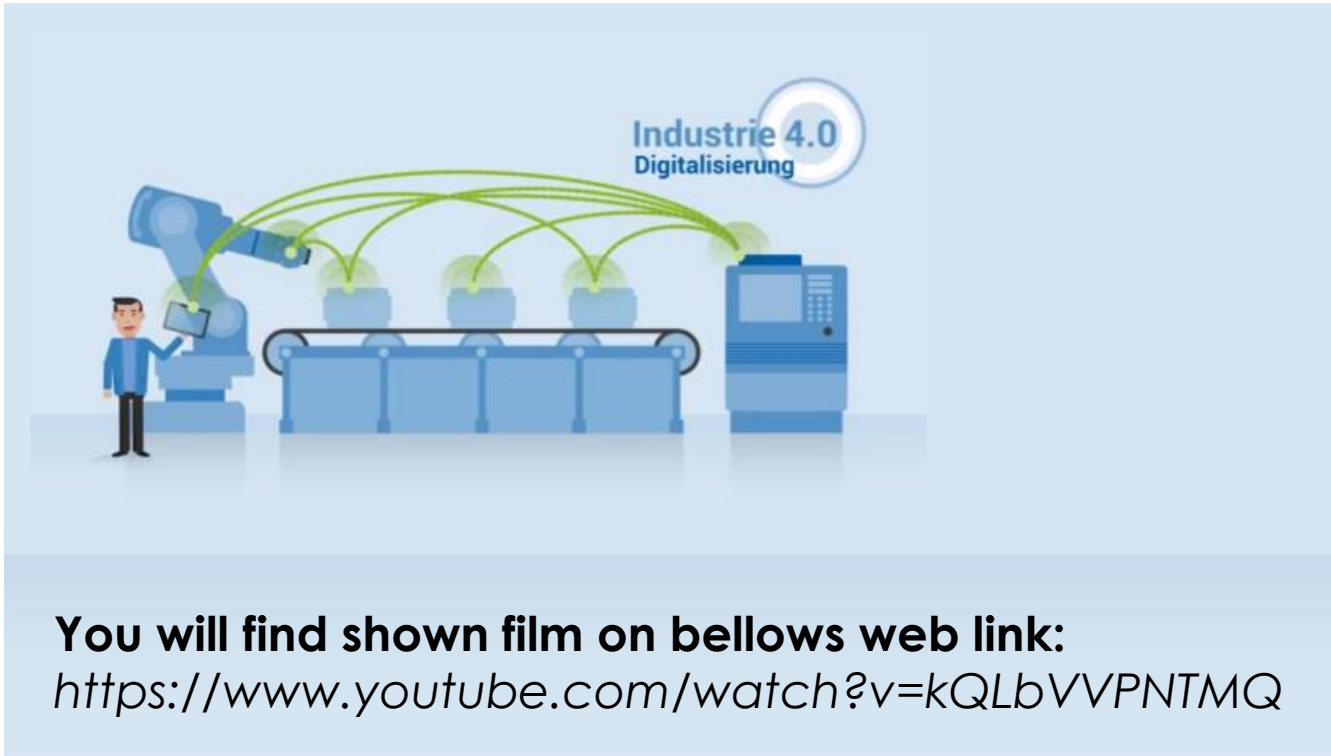 Industrie 4.0
Digitalisierung
You will find shown film on bellows web link:
https://www.youtube.com/watch?v=kQLbVVPNTMQ